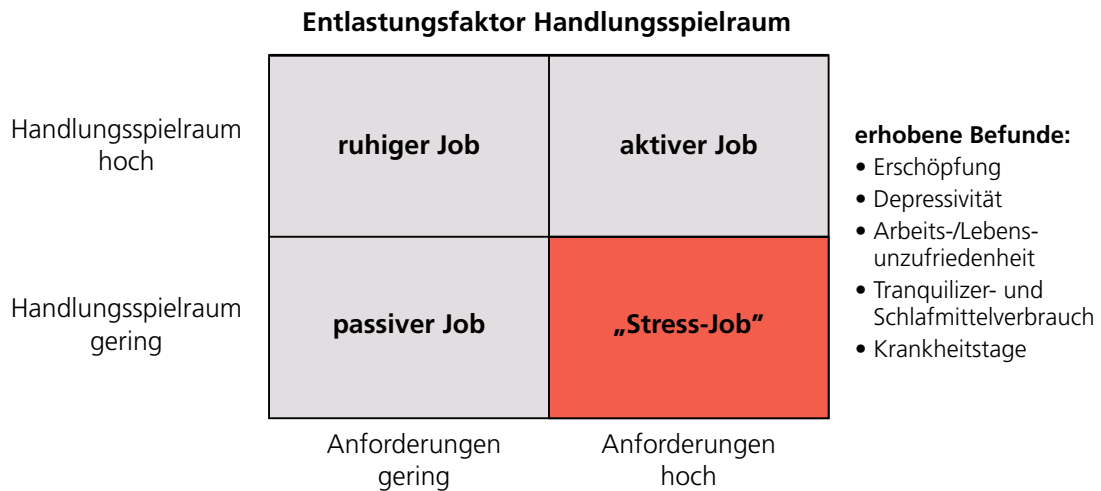 Entlastungsfaktor Handlungsspielraum
Handlungsspielraum
hoch
ruhiger Job
aktiver Job
erhobene Befunde:
• Erschöpfung
• Depressivität
• Arbeits-/Lebens-
unzufriedenheit
• Tranquilizer- und
Schlafmittelverbrauch
• Krankheitstage
Handlungsspielraum
gering
passiver Job
„Stress-Job”
Anforderungen
gering
Anforderungen
hoch